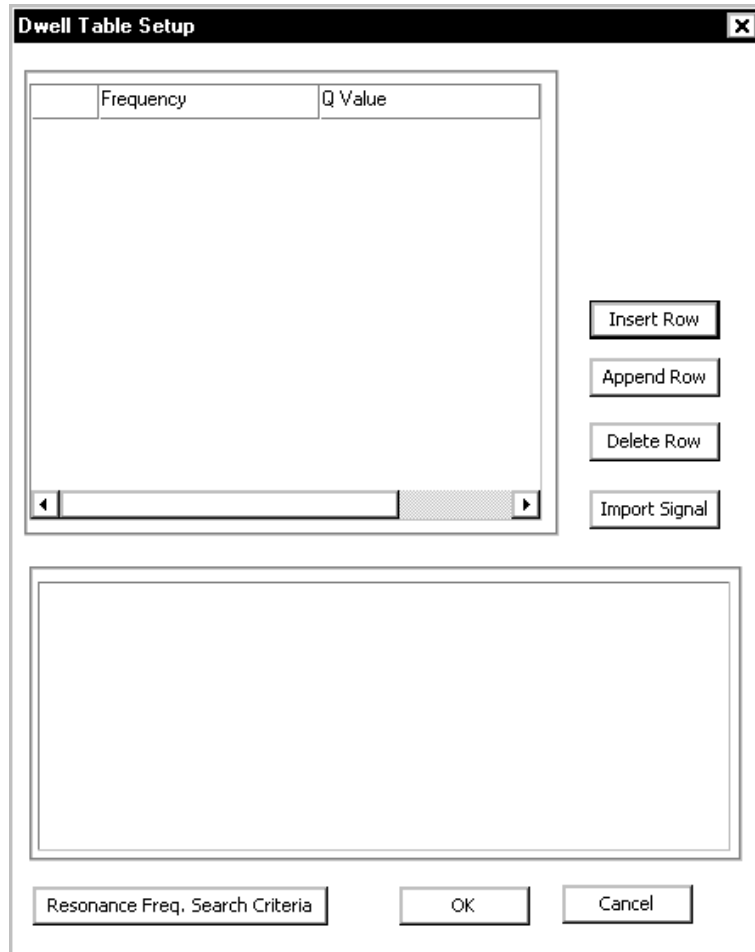 Dwell Table Setup
Frequency Q Value
Insert Row
Append Row
Delete Row
Import Signal
Resonance Freq. Search Criteria OK Cancel